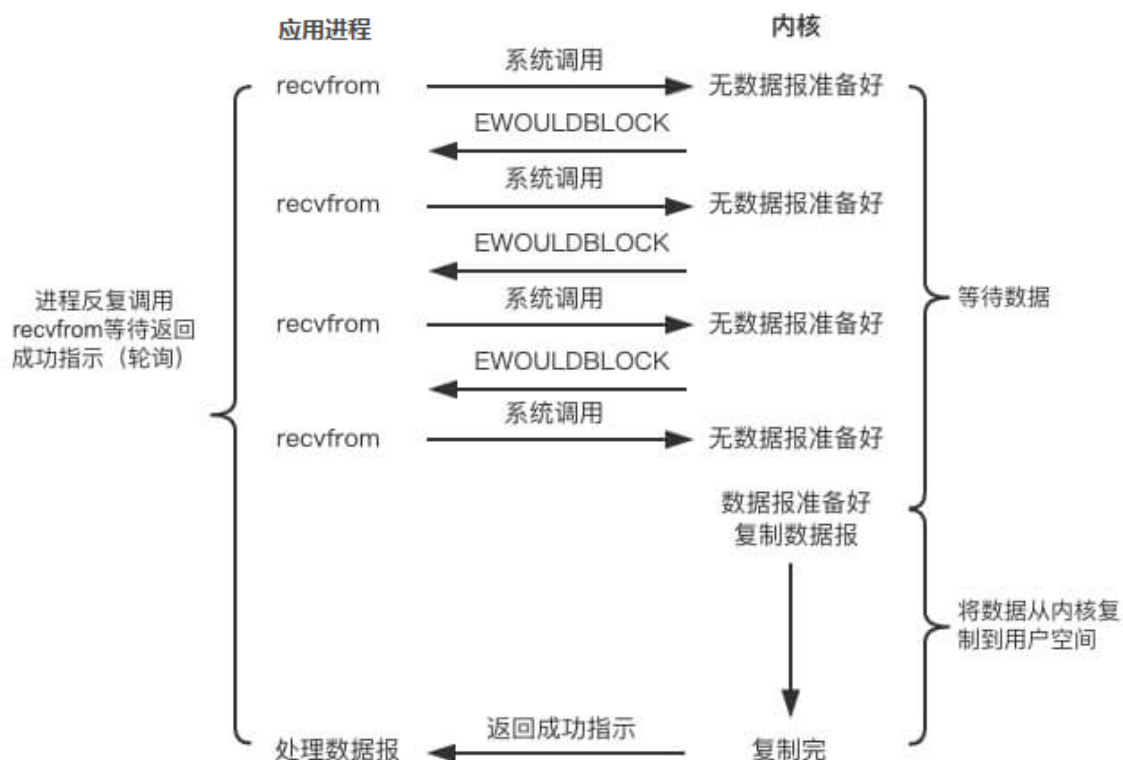 应用进程
内核
系统调用
recvfrom
无数据报准备好
EWOULDBLOCK
系统调用
recvfrom
无数据报准备好
EWOULDBLOCK
进程反复调用
recvfrom等待返回
成功指示（轮询）
系统调用
recvfrom
无数据报准备好
等待数据
EWOULDBLOCK
系统调用
recvfrom
无数据报准备好
数据报准备好
复制数据报
将数据从内核复
制到用户空间
返回成功指示
处理数据报
复制完